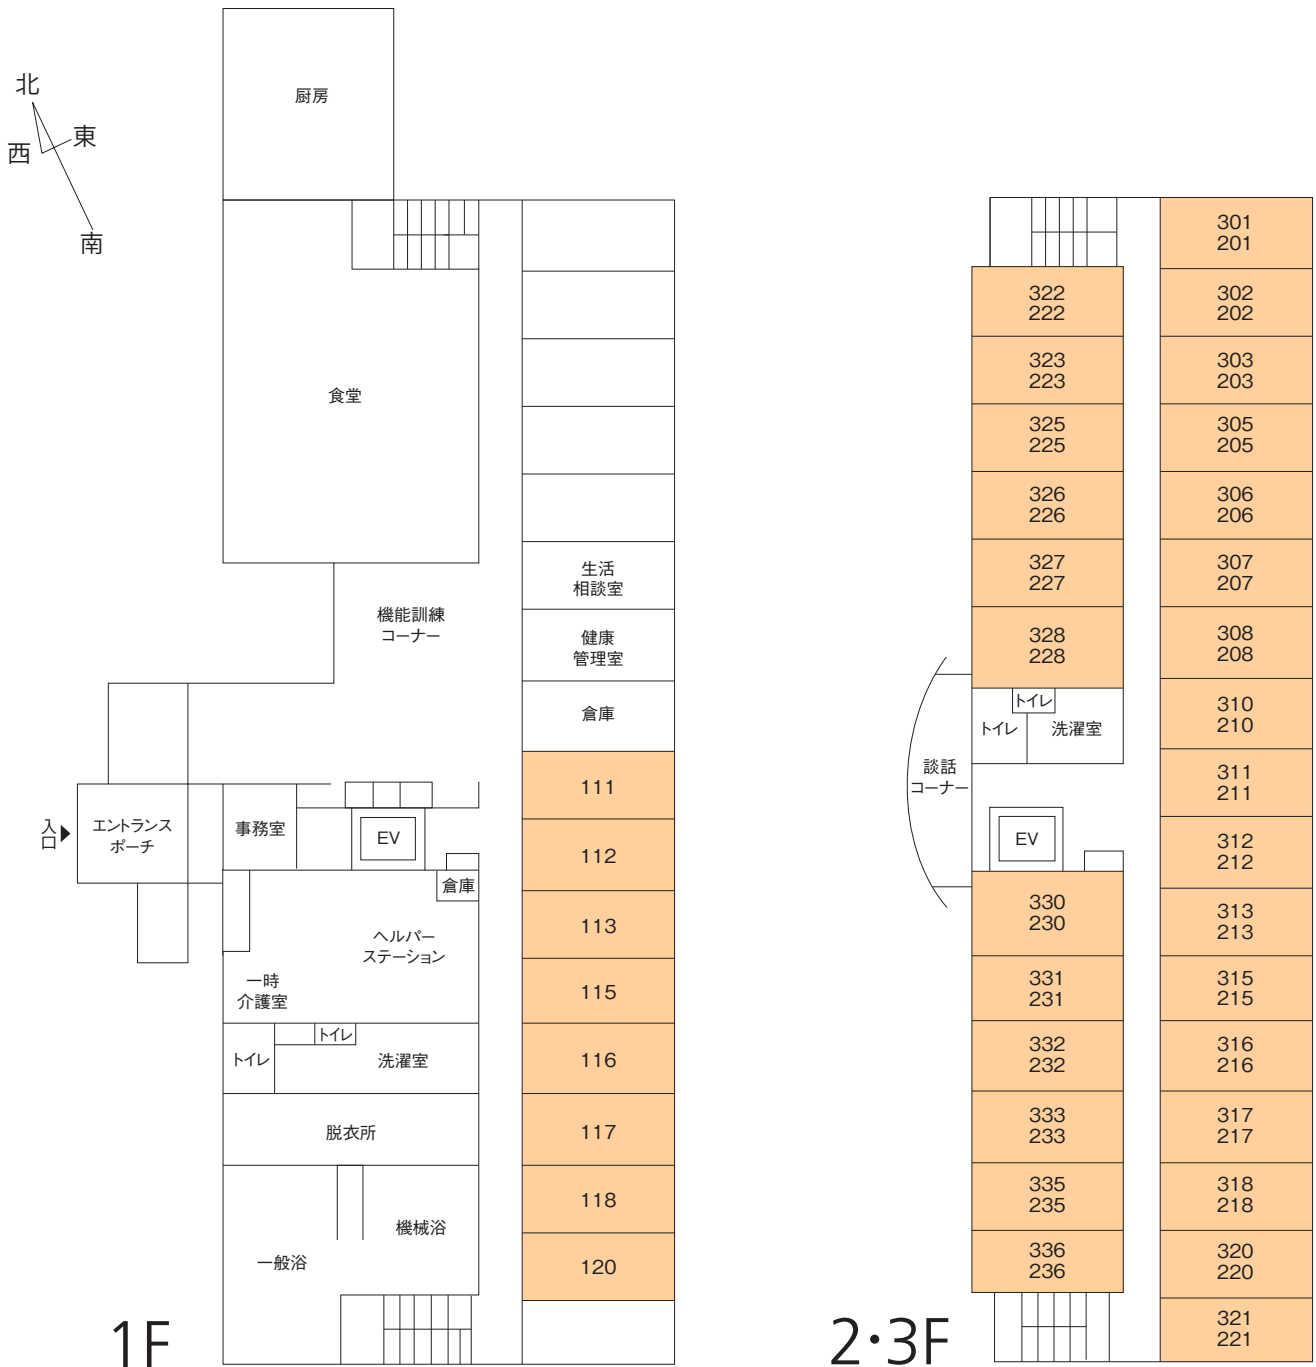 北
西
東
南
厨房
食堂
機能訓練
コーナー
生活
相談室
健康
管理室
倉庫
111
112
113
115
116
117
118
120
入口
エントランス
ポーチ
事務室
EV
倉庫
ヘルパー
ステーション
一時
介護室
トイレ
トイレ
洗濯室
脱衣所
機械浴
一般浴
1F
322
222
323
223
325
225
326
226
327
227
328
228
トイレ
トイレ
洗濯室
談話
コーナー
EV
330
230
331
231
332
232
333
233
335
235
336
236
301
201
302
202
303
203
305
205
306
206
307
207
308
208
310
210
311
211
312
212
313
213
315
215
316
216
317
217
318
218
320
220
321
221
2・3F